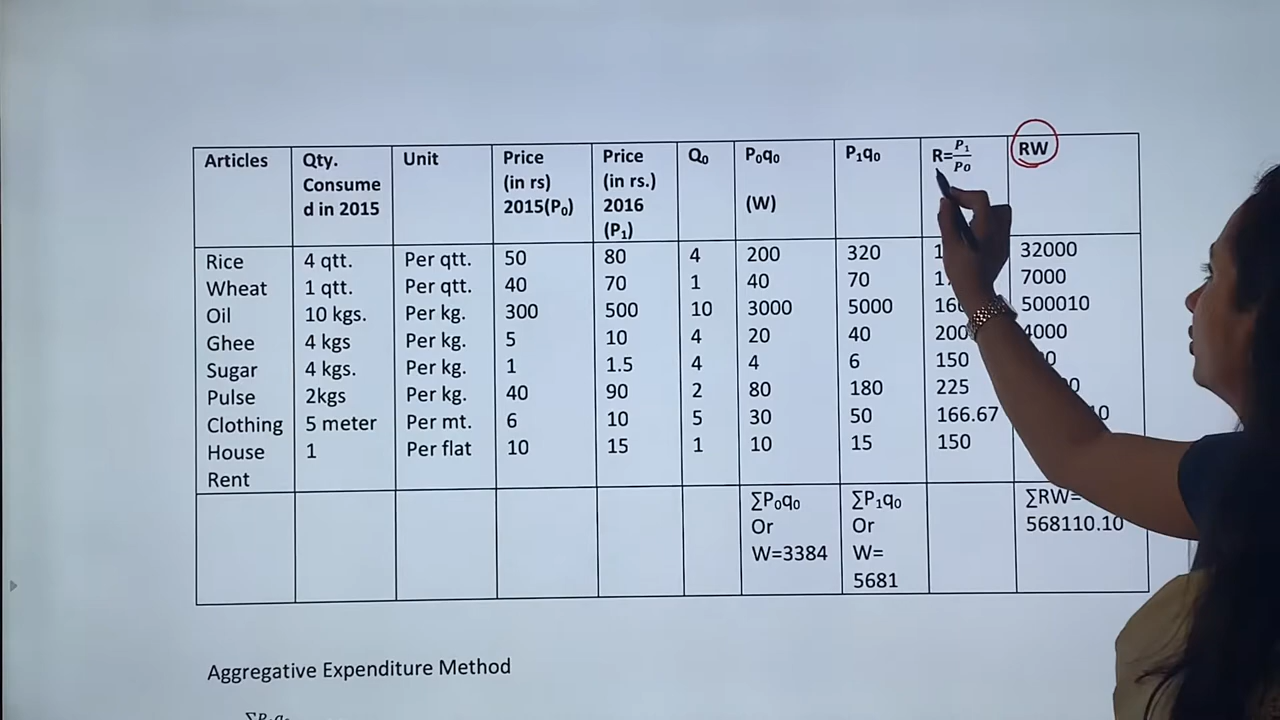 Articles Qty. Consume d in 2015 Unit Price (in rs) 2015(P₀) Price (in rs.) 2016 (P₁) Q₀ P₀q₀ (W) P₁q₀ R=P₁/Po RW
Rice 4 qtt. Per qtt. 50 80 4 200 320 32000
Wheat 1 qtt. Per qtt. 40 70 1 40 70 7000
Oil 10 kgs. Per kg. 300 500 10 3000 5000 500010
Ghee 4 kgs Per kg. 5 10 4 20 40 200 4000
Sugar 4 kgs. Per kg. 1 1.5 4 4 6 150
Pulse 2kgs Per kg. 40 90 2 80 180 225
Clothing 5 meter Per mt. 6 10 5 30 50 166.67
House Rent 1 Per flat 10 15 1 10 15 150
∑P₀q₀ Or W=3384 ∑P₁q₀ Or W= 5681 ∑RW= 568110.10
Aggregative Expenditure Method